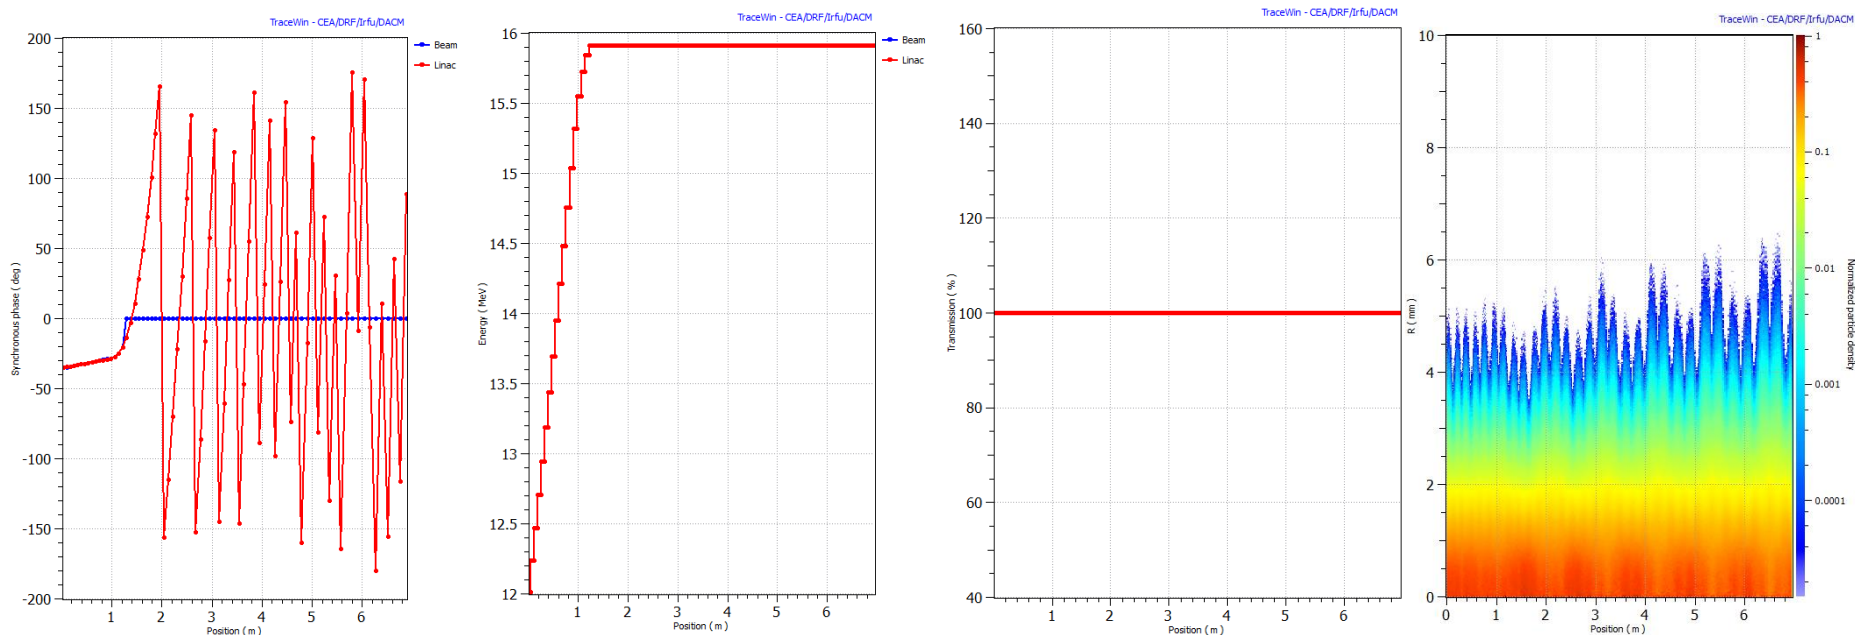 TraceWin - CEA/DRF/Irfu/DACM
Synchronous phase ( deg )
200
150
100
50
0
-50
-100
-150
-200
1 2 3 4 5 6
Position ( m )
Beam
Linac
TraceWin - CEA/DRF/Irfu/DACM
Energy ( MeV )
16
15.5
15
14.5
14
13.5
13
12.5
12
1 2 3 4 5 6
Position ( m )
Beam
Linac
TraceWin - CEA/DRF/Irfu/DACM
Transmission ( % )
160
140
120
100
80
60
40
1 2 3 4 5 6
Position ( m )
TraceWin - CEA/DRF/Irfu/DACM
R ( mm )
10
8
6
4
2
0
0 1 2 3 4 5 6
Position ( m )
1
0.1
0.01
0.001
0.0001
Normalized particle density